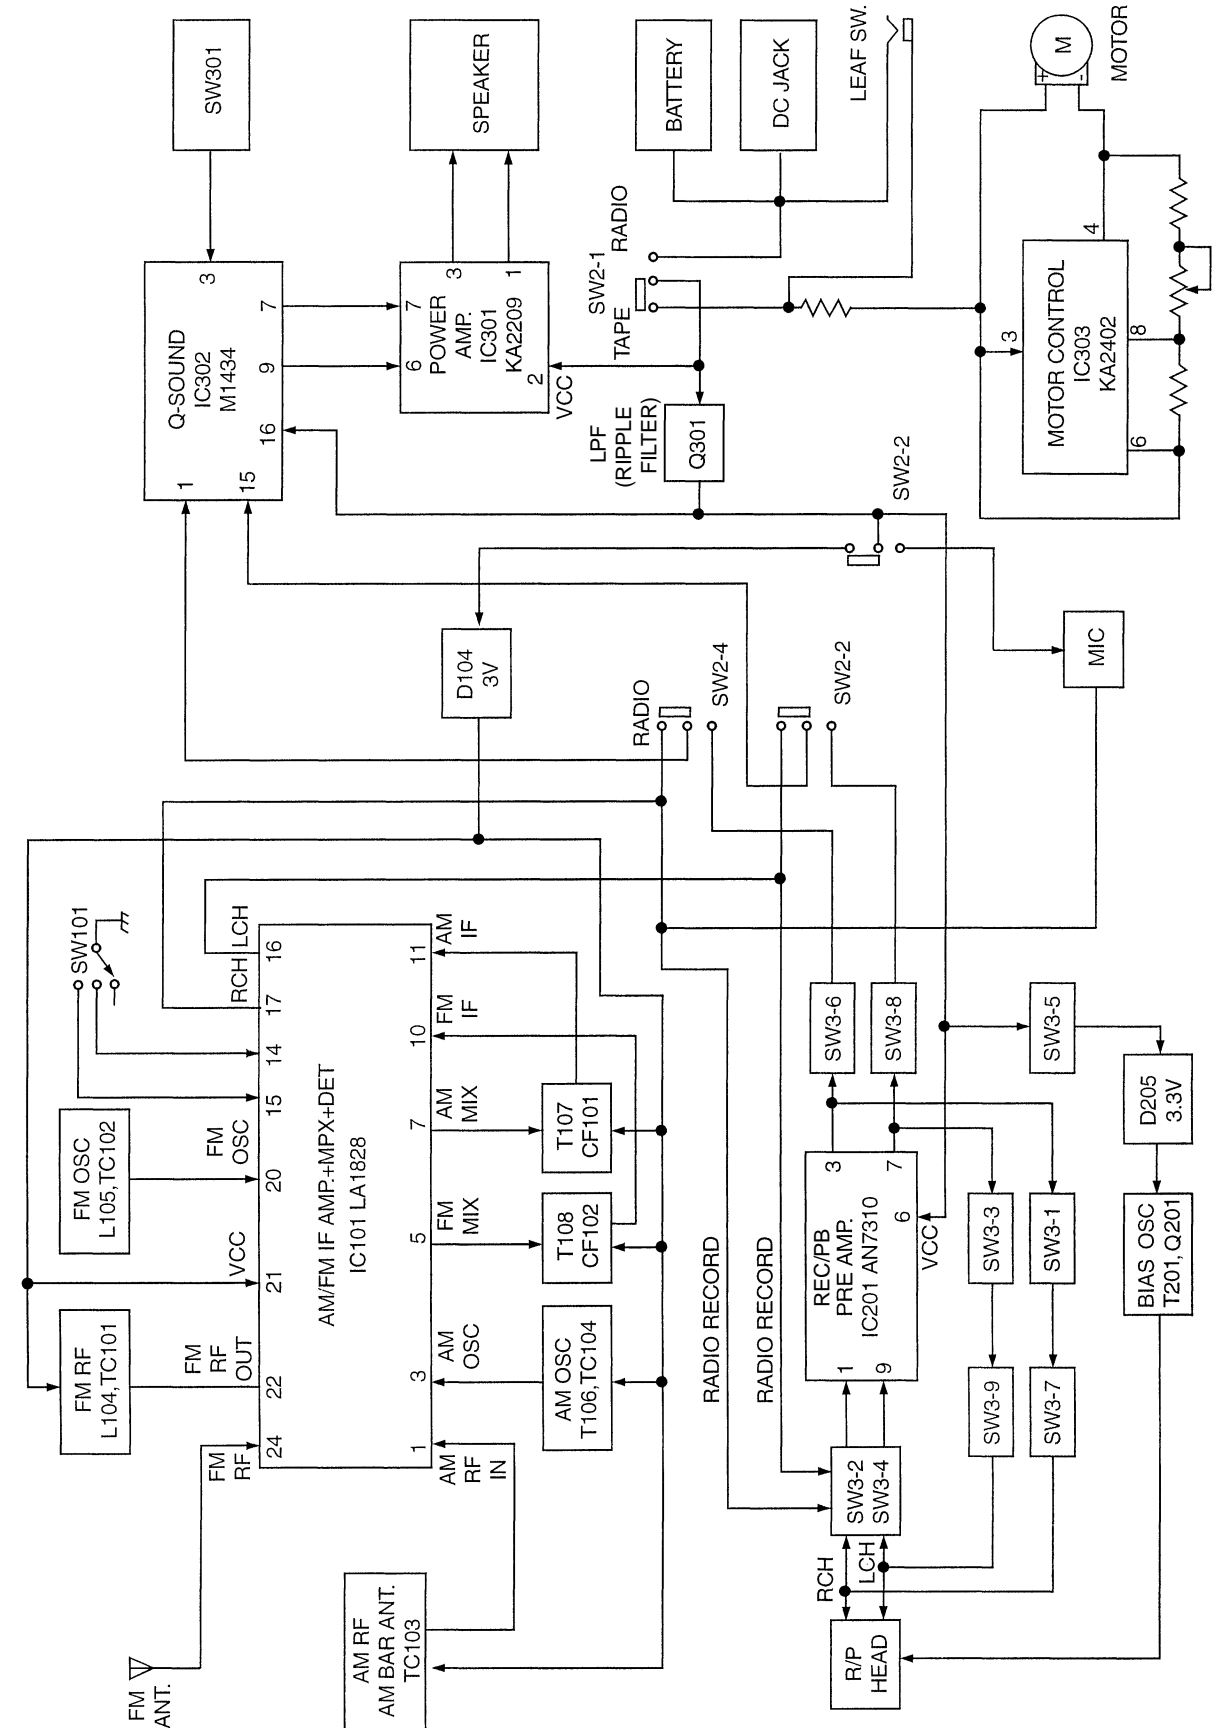 FM
ANT.
AM RF
AM BAR ANT.
TC103
FM
RF
24
FM RF
L104,TC101
FM
RF
OUT
22
VCC
21
FM OSC
L105,TC102
FM
OSC
20
15
14
SW101
RCH
17
LCH
16
AM/FM IF AMP.+MPX+DET
IC101 LA1828
1
AM
RF
IN
3
AM
OSC
5
FM
MIX
7
AM
MIX
10
FM
IF
11
AM
IF
AM OSC
T106,TC104
T108
CF102
T107
CF101
D104
3V
Q-SOUND
IC302
M1434
1
15
16
9
7
3
SW301
SPEAKER
POWER
AMP.
IC301
KA2209
6
7
3
1
2
VCC
LPF
(RIPPLE
FILTER)
Q301
TAPE
SW2-1
RADIO
BATTERY
DC JACK
LEAF SW.
MOTOR
M
+
-
MOTOR CONTROL
IC303
KA2402
3
4
6
8
SW2-2
MIC
RADIO
SW2-4
SW2-2
RADIO RECORD
RADIO RECORD
R/P
HEAD
RCH
LCH
SW3-2
SW3-4
REC/PB
PRE AMP.
IC201 AN7310
1
9
3
7
6
VCC
SW3-6
SW3-8
SW3-5
SW3-9
SW3-3
SW3-7
SW3-1
D205
3.3V
BIAS OSC
T201,Q201